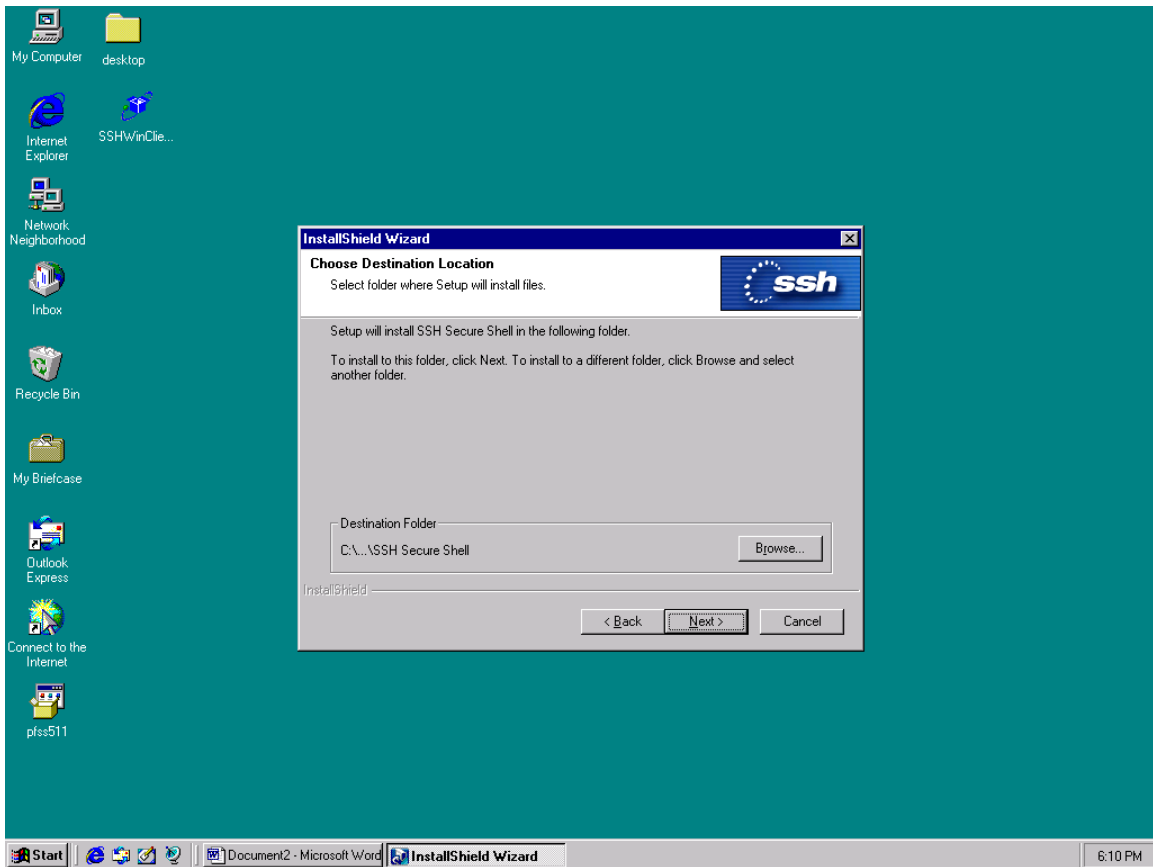 My Computer
desktop
Internet
Explorer
SSHWinClie...
Network
Neighborhood
Inbox
Recycle Bin
My Briefcase
Outlook
Express
Connect to the
Internet
pfss511
InstallShield Wizard
Choose Destination Location
Select folder where Setup will install files.
ssh
Setup will install SSH Secure Shell in the following folder.
To install to this folder, click Next. To install to a different folder, click Browse and select
another folder.
Destination Folder
C:\...\SSH Secure Shell
Browse...
InstallShield
< Back
Next >
Cancel
Start
Document2 - Microsoft Word
InstallShield Wizard
6:10 PM